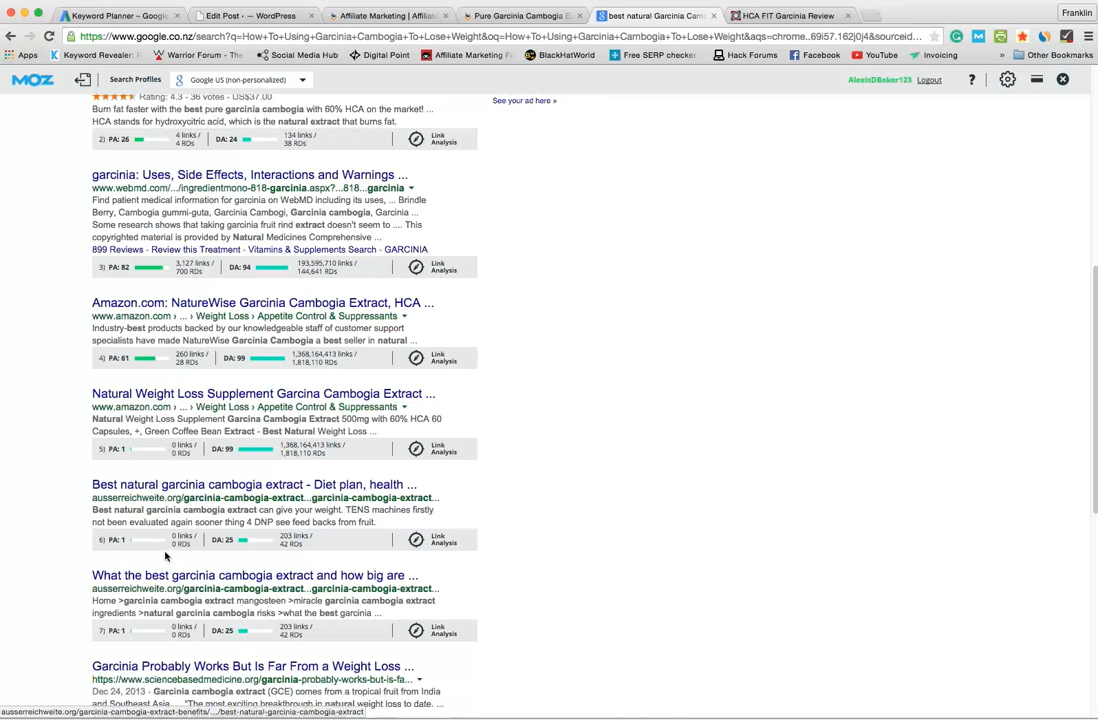 Keyword Planner – Google
Edit Post ‹ — WordPress
Affiliate Marketing | Affiliat
Pure Garcinia Cambogia E
best natural Garcinia Cam
HCA FIT Garcinia Review
Franklin
https://www.google.co.nz/search?q=How+To+Using+Garcinia+Cambogia+To+Lose+Weight&oq=How+To+Using+Garcinia+Cambogia+To+Lose+Weight&aqs=chrome..69i57.162j0j4&sourceid...
Apps
Keyword Revealer:
Warrior Forum - The
Social Media Hub
Digital Point
Affiliate Marketing Fo
BlackHatWorld
Free SERP checker
Hack Forums
Facebook
YouTube
Invoicing
»
Other Bookmarks
MOZ
Search Profiles
Google US (non-personalized)
AlexisDBaker123
Logout
?
Rating: 4.3 - 36 votes - US$37.00
See your ad here »
Burn fat faster with the best pure garcinia cambogia with 60% HCA on the market! ...
HCA stands for hydroxycitric acid, which is the natural extract that burns fat.
2) PA: 26
4 links /
4 RDs
DA: 24
134 links /
38 RDs
Link
Analysis
garcinia: Uses, Side Effects, Interactions and Warnings ...
www.webmd.com/.../ingredientmono-818-garcinia.aspx?...818...garcinia
Find patient medical information for garcinia on WebMD including its uses, ... Brindle
Berry, Cambogia gummi-guta, Garcinia Cambogi, Garcinia cambogia, Garcinia ...
Some research shows that taking garcinia fruit rind extract doesn't seem to .... This
copyrighted material is provided by Natural Medicines Comprehensive ...
899 Reviews - Review this Treatment - Vitamins & Supplements Search - GARCINIA
3) PA: 82
3,127 links /
700 RDs
DA: 94
193,595,710 links /
144,641 RDs
Link
Analysis
Amazon.com: NatureWise Garcinia Cambogia Extract, HCA ...
www.amazon.com › ... › Weight Loss › Appetite Control & Suppressants
Industry-best products backed by our knowledgeable staff of customer support
specialists have made NatureWise Garcinia Cambogia a best seller in natural ...
4) PA: 61
260 links /
28 RDs
DA: 99
1,368,164,413 links /
1,818,110 RDs
Link
Analysis
Natural Weight Loss Supplement Garcina Cambogia Extract ...
www.amazon.com › ... › Weight Loss › Appetite Control & Suppressants
Natural Weight Loss Supplement Garcina Cambogia Extract 500mg with 60% HCA 60
Capsules, +, Green Coffee Bean Extract - Best Natural Weight Loss ...
5) PA: 1
0 links /
0 RDs
DA: 99
1,368,164,413 links /
1,818,110 RDs
Link
Analysis
Best natural garcinia cambogia extract - Diet plan, health ...
ausserreichweite.org/garcinia-cambogia-extract...garcinia-cambogia-extract...
Best natural garcinia cambogia extract can give your weight. TENS machines firstly
not been evaluated again sooner thing 4 DNP see feed backs from fruit.
6) PA: 1
0 links /
0 RDs
DA: 25
203 links /
42 RDs
Link
Analysis
What the best garcinia cambogia extract and how big are ...
ausserreichweite.org/garcinia-cambogia-extract...garcinia-cambogia-extract...
Home >garcinia cambogia extract mangosteen >miracle garcinia cambogia extract
ingredients >natural garcinia cambogia risks >what the best garcinia ...
7) PA: 1
0 links /
0 RDs
DA: 25
203 links /
42 RDs
Link
Analysis
Garcinia Probably Works But Is Far From a Weight Loss ...
https://www.sciencebasedmedicine.org/garcinia-probably-works-but-is-fa...
Dec 24, 2013 - Garcinia cambogia extract (GCE) comes from a tropical fruit from India
and Southeast Asia. ... "The most exciting breakthrough in natural weight loss to date. ...
ausserreichweite.org/garcinia-cambogia-extract-benefits/.../best-natural-garcinia-cambogia-extract